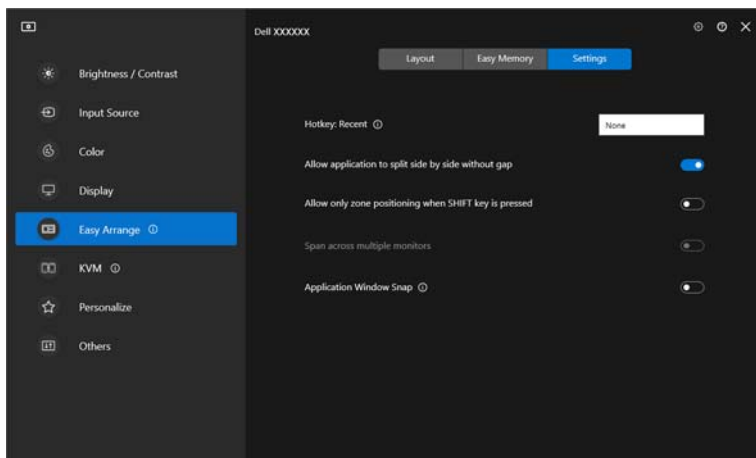 Dell XXXXXX
Layout
Easy Memory
Settings
Brightness / Contrast
Input Source
Color
Display
Easy Arrange
KVM
Personalize
Others
Hotkey: Recent
None
Allow application to split side by side without gap
Allow only zone positioning when SHIFT key is pressed
Span across multiple monitors
Application Window Snap